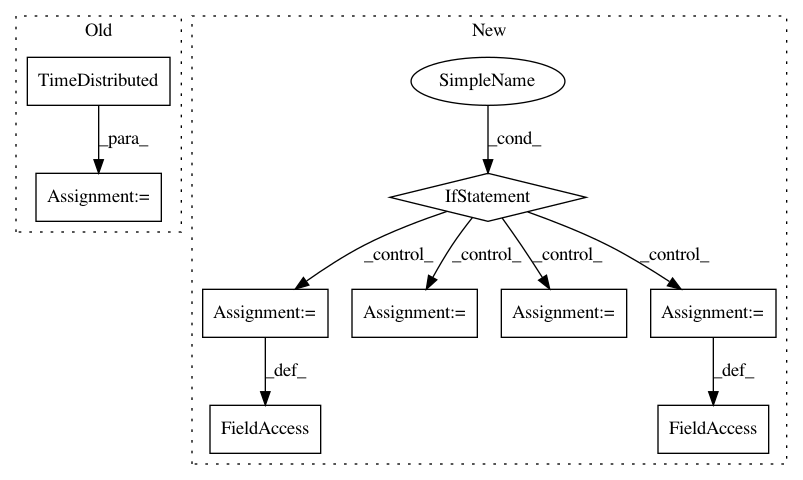 Old
New
TimeDistributed
SimpleName
_para_
_cond_
Assignment:=
IfStatement
_control_
_control_
_control_
_control_
Assignment:=
Assignment:=
Assignment:=
Assignment:=
_def_
_def_
FieldAccess
FieldAccess